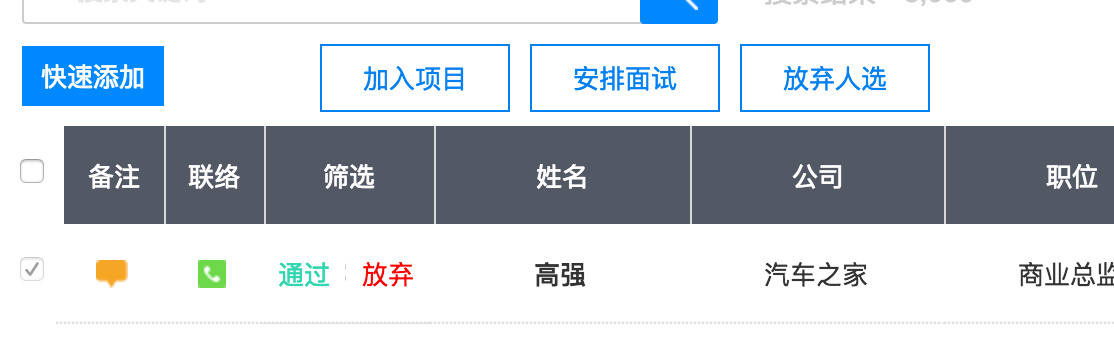 快速添加 加入项目 安排面试 放弃人选
备注 联络 筛选 姓名 公司 职位
通过 放弃 高强 汽车之家 商业总监